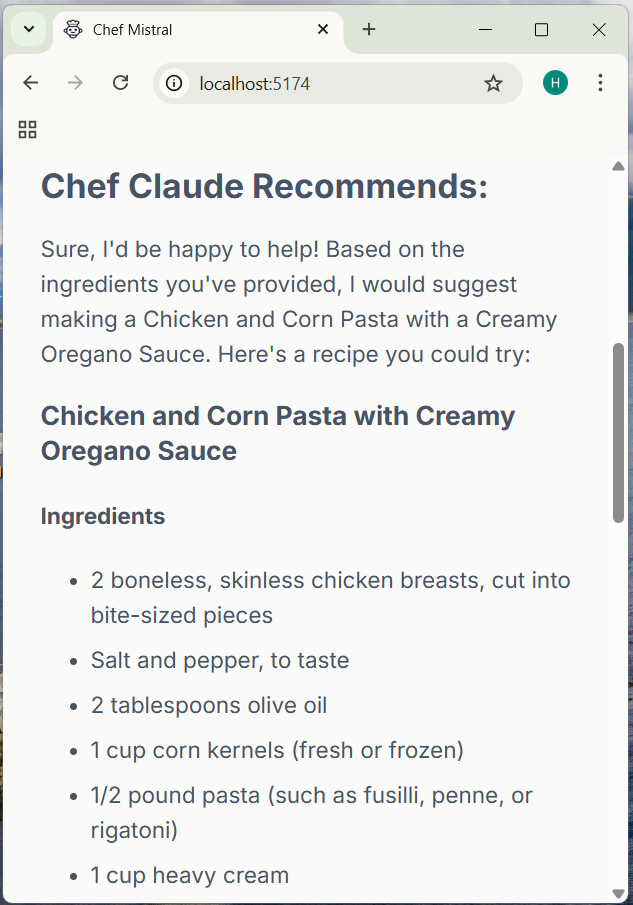 Chef Mistral
localhost:5174
H
Chef Claude Recommends:
Sure, I'd be happy to help! Based on the
ingredients you've provided, I would suggest
making a Chicken and Corn Pasta with a Creamy
Oregano Sauce. Here's a recipe you could try:
Chicken and Corn Pasta with Creamy
Oregano Sauce
Ingredients
2 boneless, skinless chicken breasts, cut into
bite-sized pieces
Salt and pepper, to taste
2 tablespoons olive oil
1 cup corn kernels (fresh or frozen)
1/2 pound pasta (such as fusilli, penne, or
rigatoni)
1 cup heavy cream